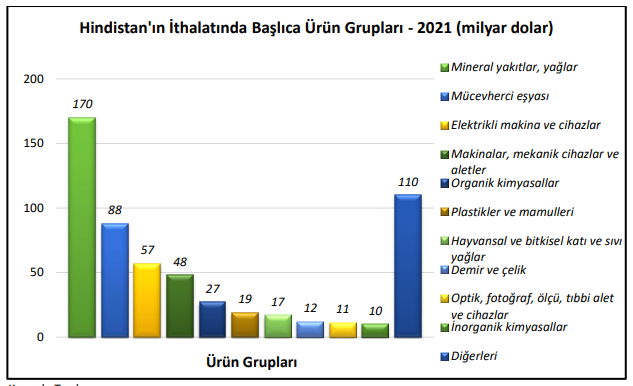 Hindistan'ın İthalatında Başlıca Ürün Grupları - 2021 (milyar dolar)
200
150
100
50
0
170
88
57
48
27
19
17
12
11
10
110
Ürün Grupları
Mineral yakıtlar, yağlar
Mücevherci eşyası
Elektrikli makina ve cihazlar
Makinalar, mekanik cihazlar ve
aletler
Organik kimyasallar
Plastikler ve mamulleri
Hayvansal ve bitkisel katı ve sıvı
yağlar
Demir ve çelik
Optik, fotoğraf, ölçü, tıbbi alet
ve cihazlar
İnorganik kimyasallar
Diğerleri